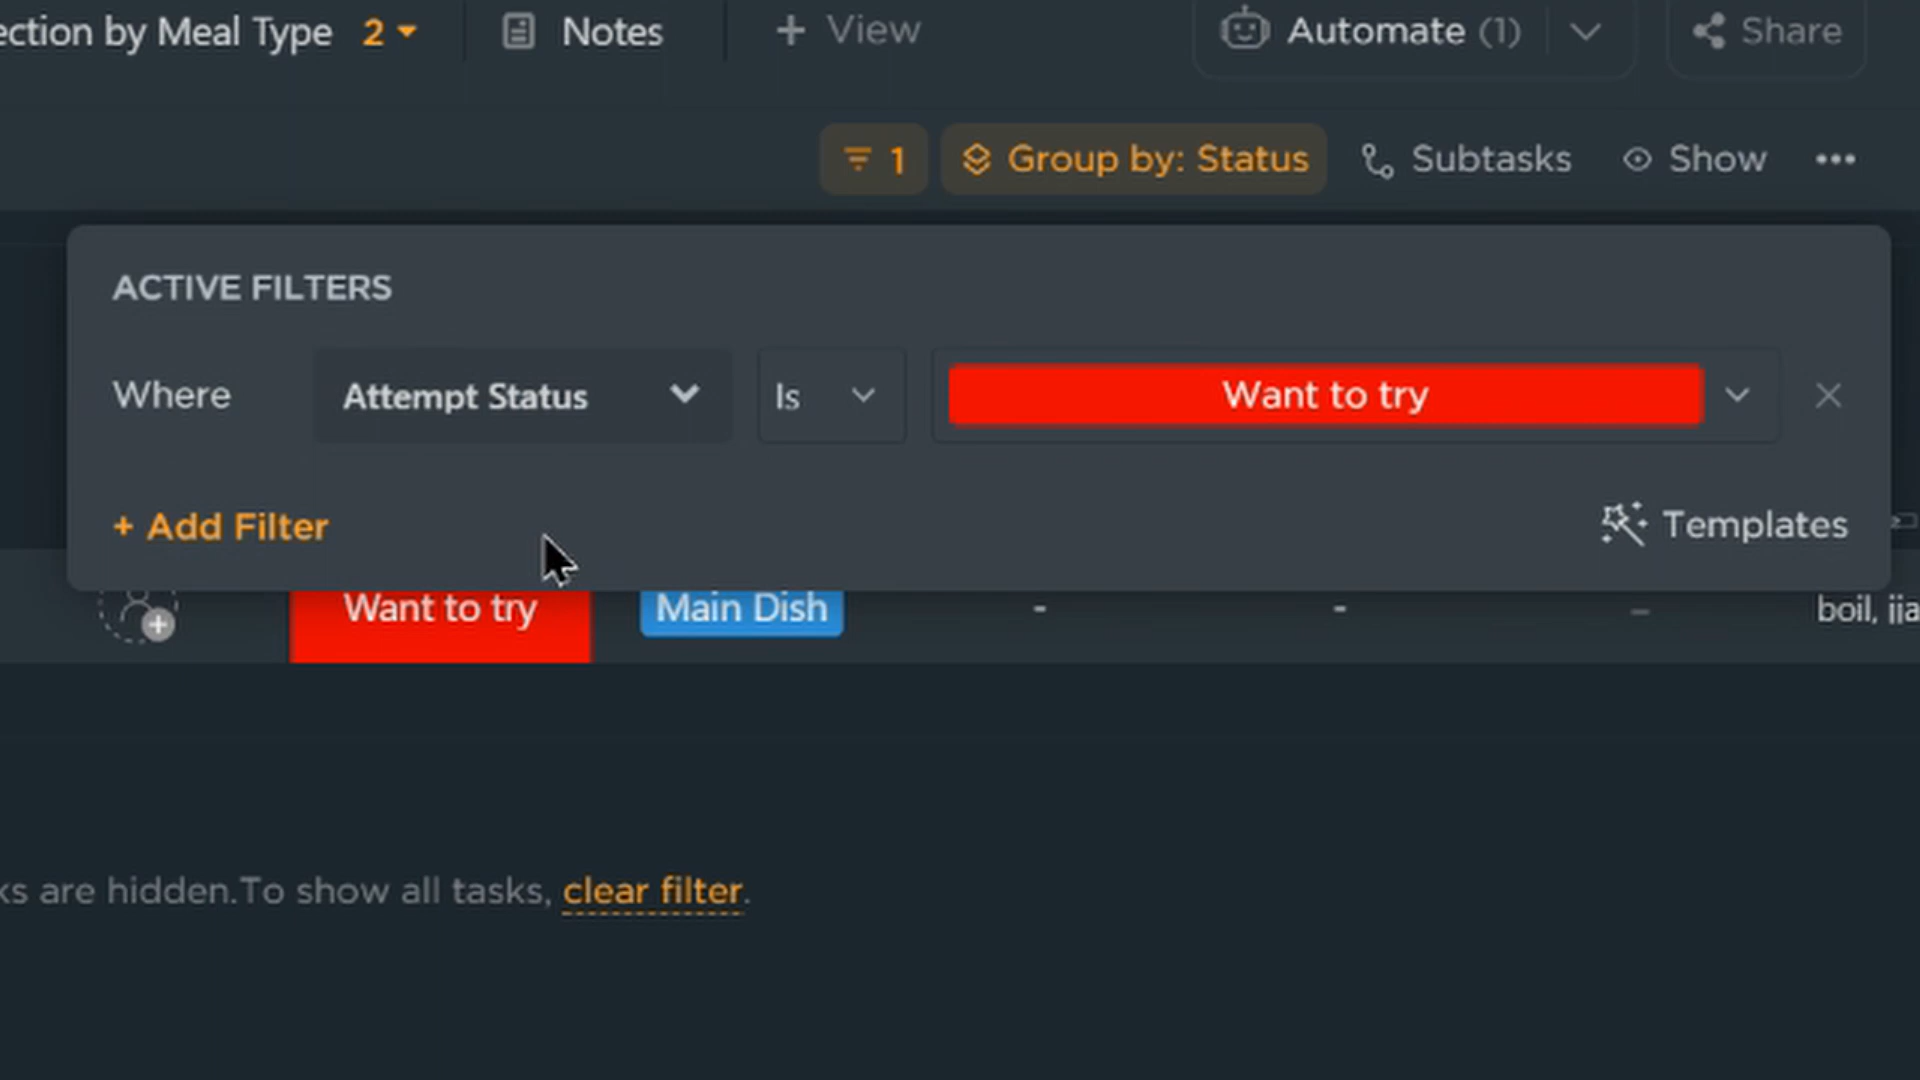 ection by Meal Type 2 Notes + View Automate (1) Share
1 Group by: Status Subtasks Show
ACTIVE FILTERS
Where Attempt Status Is Want to try
+ Add Filter Templates
Want to try Main Dish - - – boil, jia
ks are hidden.To show all tasks, clear filter.